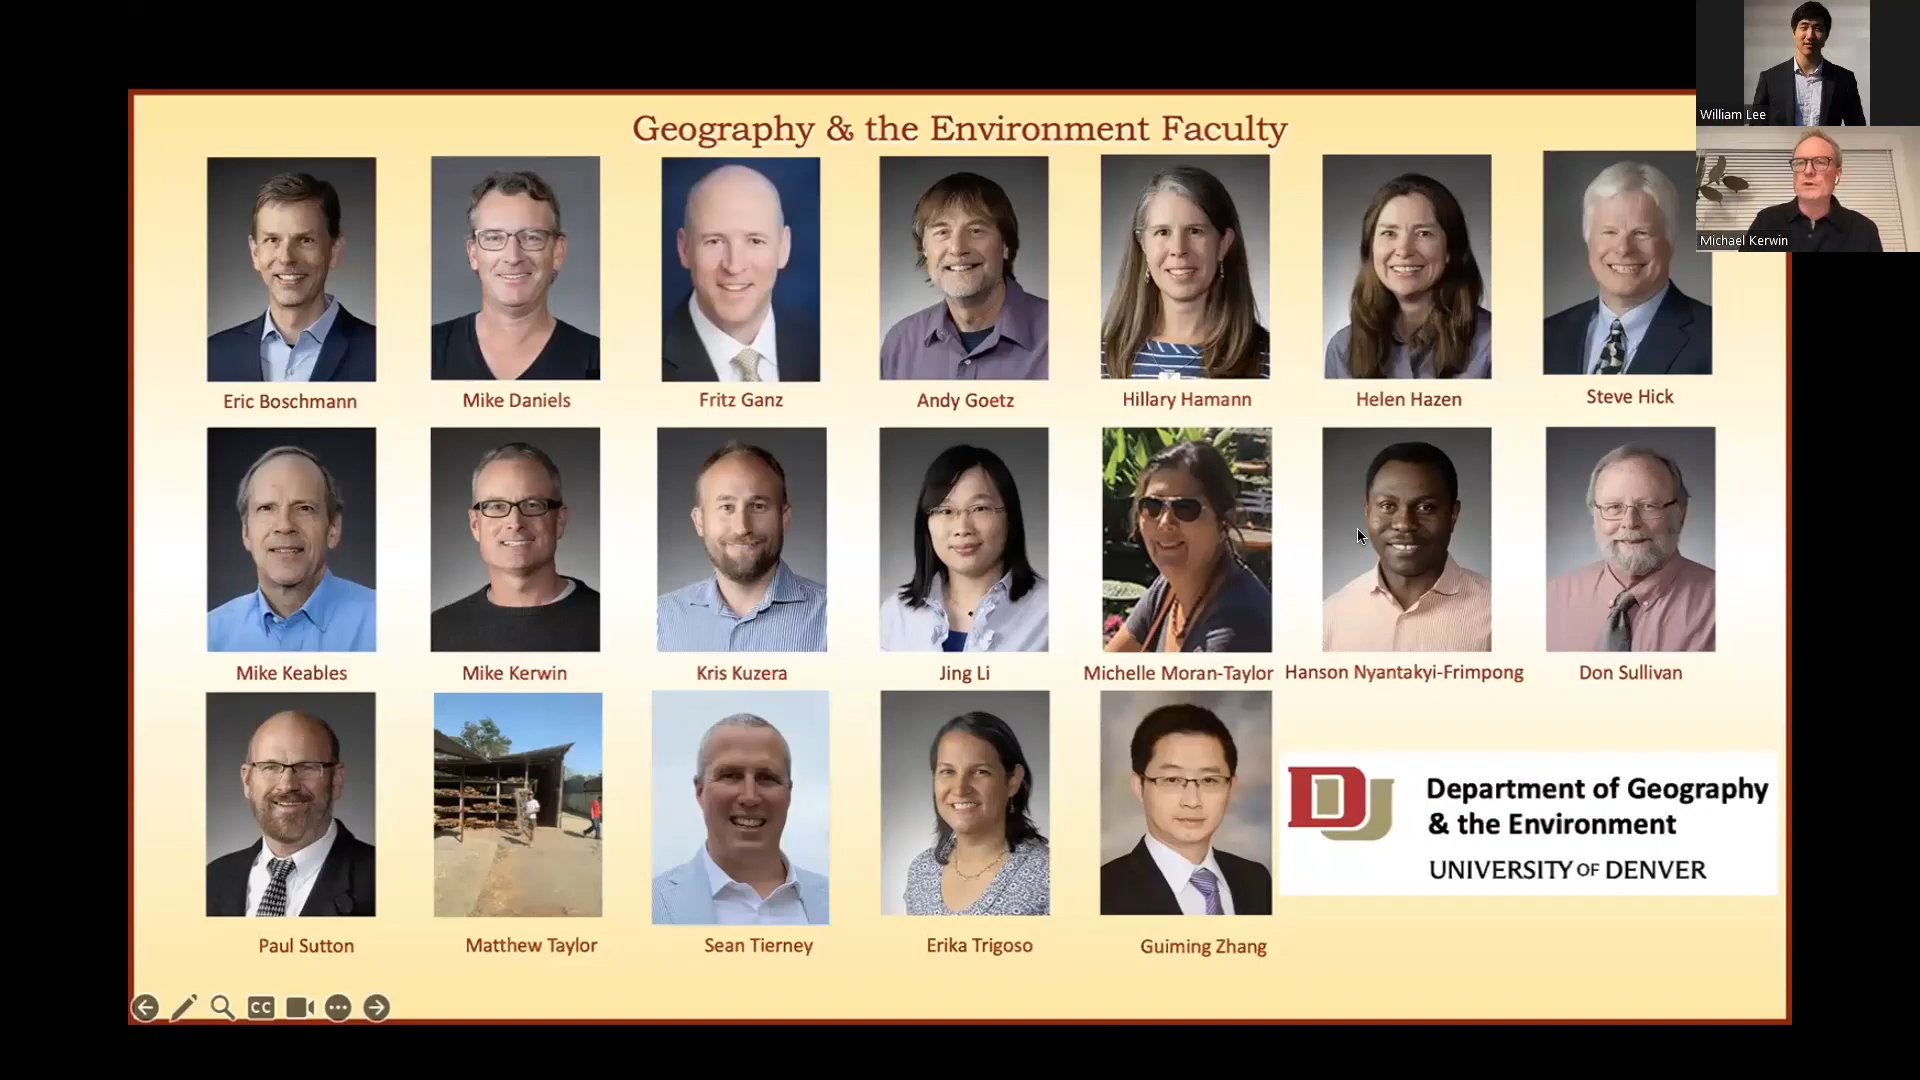 Geography & the Environment Faculty
William Lee
Michael Kerwin
Eric Boschmann
Mike Daniels
Fritz Ganz
Andy Goetz
Hillary Hamann
Helen Hazen
Steve Hick
Mike Keables
Mike Kerwin
Kris Kuzera
Jing Li
Michelle Moran-Taylor
Hanson Nyantakyi-Frimpong
Don Sullivan
Paul Sutton
Matthew Taylor
Sean Tierney
Erika Trigoso
Guiming Zhang
DU
Department of Geography
& the Environment
UNIVERSITY OF DENVER
CC